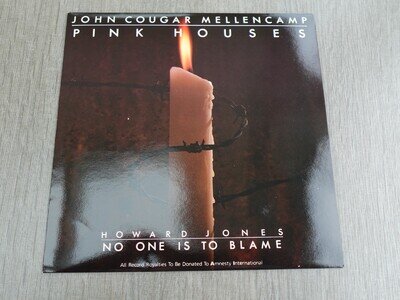 JOHN COUGAR MELLENCAMP
PINK HOUSES
HOWARD JONES
NO ONE IS TO BLAME
All Record Royalties To Be Donated To Amnesty International